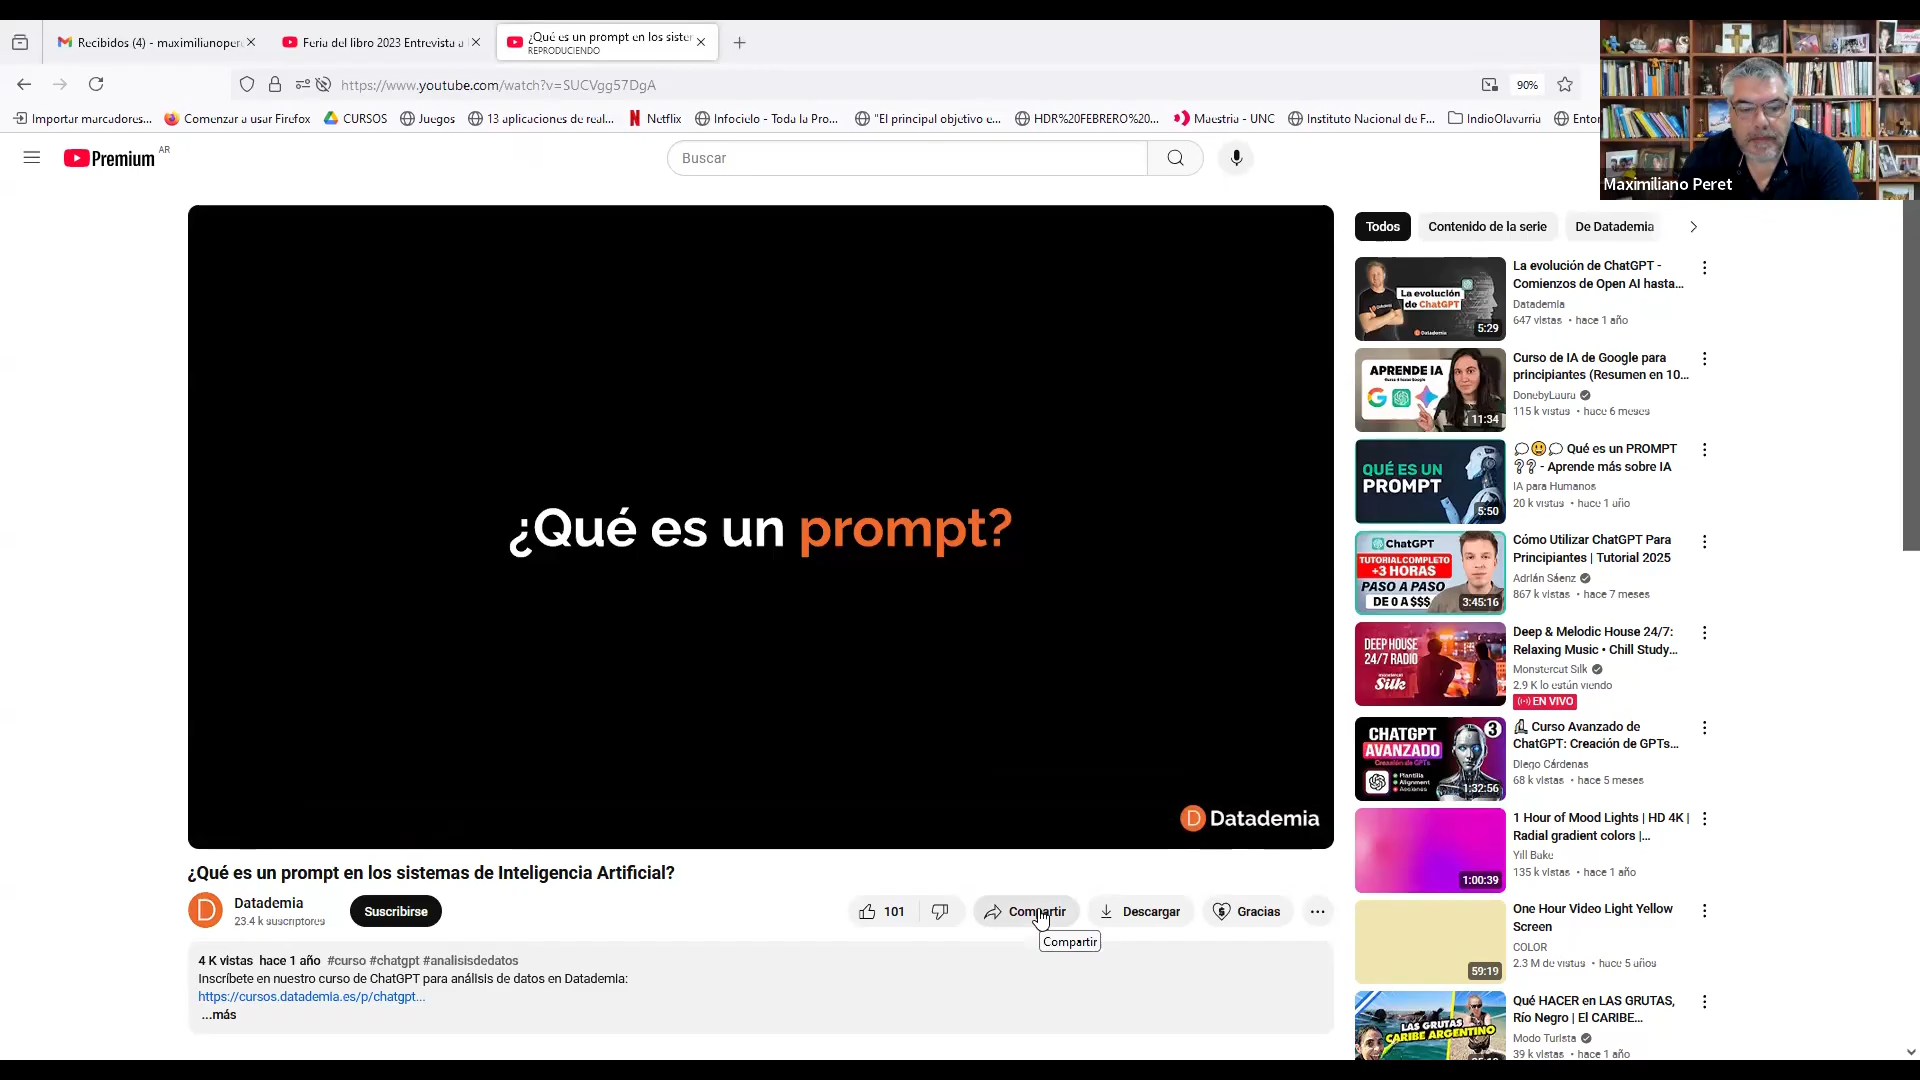 Recibidos (4) - maximilianoper
Feria del libro 2023 Entrevista a
¿Qué es un prompt en los sister
REPRODUCIENDO
https://www.youtube.com/watch?v=SUCVgg57DgA
90%
Importar marcadores...
Comenzar a usar Firefox
CURSOS
Juegos
13 aplicaciones de real...
Netflix
Infocielo - Toda la Pro...
"El principal objetivo e...
HDR%20FEBRERO%20...
Maestria - UNC
Instituto Nacional de F...
IndioOlavarria
Entor
Maximiliano Peret
Premium AR
Buscar
¿Qué es un prompt?
Datademia
¿Qué es un prompt en los sistemas de Inteligencia Artificial?
Datademia
23.4 k suscriptores
Suscribirse
101
Compartir
Descargar
Gracias
Compartir
4 K vistas hace 1 año #curso #chatgpt #analisisdedatos
Inscríbete en nuestro curso de ChatGPT para análisis de datos en Datademia:
https://cursos.datademia.es/p/chatgpt...
...más
Todos
Contenido de la serie
De Datademia
La evolución
de ChatGPT
Datademia
5:29
La evolución de ChatGPT -
Comienzos de Open AI hasta...
Datademia
647 vistas • hace 1 año
APRENDE IA
11:34
Curso de IA de Google para
principiantes (Resumen en 10...
DonebyLaura
115 k vistas • hace 6 meses
QUÉ ES UN
PROMPT
5:50
Qué es un PROMPT
?? - Aprende más sobre IA
IA para Humanos
20 k vistas • hace 1 año
ChatGPT
TUTORIAL COMPLETO
+3 HORAS
PASO A PASO
DE 0 A $$$
3:45:16
Cómo Utilizar ChatGPT Para
Principiantes | Tutorial 2025
Adrián Sáenz
867 k vistas • hace 7 meses
DEEP HOUSE
24/7 RADIO
Silk
Deep & Melodic House 24/7:
Relaxing Music • Chill Study...
Monstercat Silk
2.9 K lo están viendo
EN VIVO
CHATGPT
AVANZADO
Creación de GPTs
3
Plantilla
Alignment
Acciones
1:32:56
Curso Avanzado de
ChatGPT: Creación de GPTs...
Diego Cárdenas
68 k vistas • hace 5 meses
1:00:39
1 Hour of Mood Lights | HD 4K |
Radial gradient colors |...
Yill Bake
135 k vistas • hace 1 año
59:19
One Hour Video Light Yellow
Screen
COLOR
2.3 M de vistas • hace 5 años
LAS GRUTAS
CARIBE ARGENTINO
Qué HACER en LAS GRUTAS,
Río Negro | El CARIBE...
Modo Turista
39 k vistas • hace 1 año